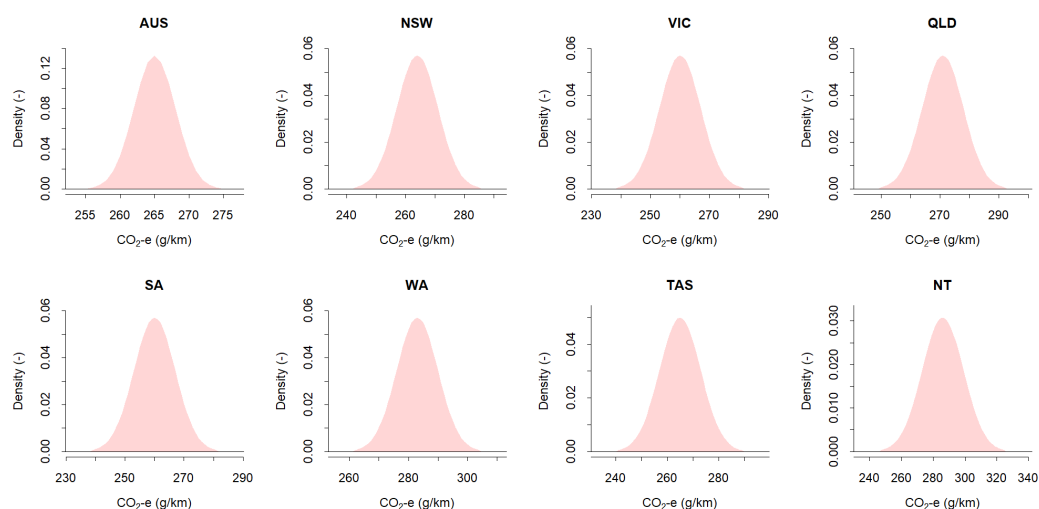 AUS NSW VIC QLD
Density (-) 0.00 0.04 0.08 0.12
255 260 265 270 275
CO₂-e (g/km)
Density (-) 0.00 0.02 0.04 0.06
240 260 280
CO₂-e (g/km)
Density (-) 0.00 0.02 0.04 0.06
230 250 270 290
CO₂-e (g/km)
Density (-) 0.00 0.02 0.04 0.06
250 270 290
CO₂-e (g/km)
SA WA TAS NT
Density (-) 0.00 0.02 0.04 0.06
230 250 270 290
CO₂-e (g/km)
Density (-) 0.00 0.02 0.04 0.06
260 280 300
CO₂-e (g/km)
Density (-) 0.00 0.02 0.04
240 260 280
CO₂-e (g/km)
Density (-) 0.000 0.010 0.020 0.030
240 260 280 300 320 340
CO₂-e (g/km)